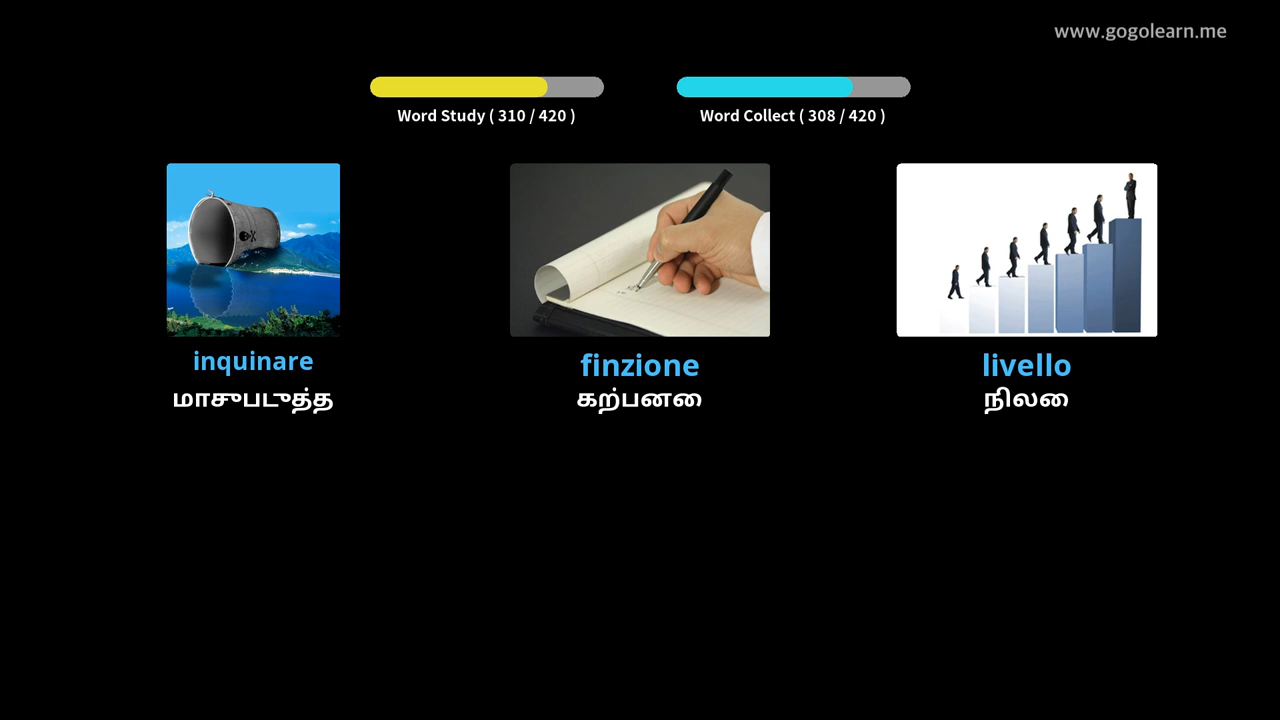 www.gogolearn.me
Word Study ( 310 / 420 )
Word Collect ( 308 / 420 )
inquinare
மாசுபடுத்த
finzione
கற்பனை
livello
நிலை